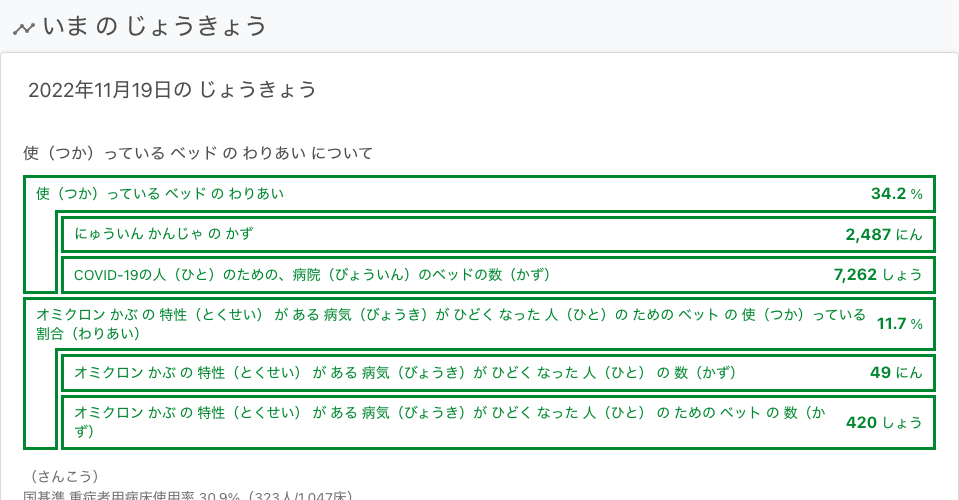 いま の じょうきょう
2022年11月19日の じょうきょう
使（つか）っている ベッド の わりあい について
使（つか）っている ベッド の わりあい 34.2 %
にゅういん かんじゃ の かず 2,487 にん
COVID-19の人（ひと）のための、病院（びょういん）のベッドの数（かず） 7,262 しょう
オミクロン かぶ の 特性（とくせい） が ある 病気（びょうき）が ひどく なった 人（ひと）の ための ベット の 使（つか）っている
割合（わりあい） 11.7 %
オミクロン かぶ の 特性（とくせい） が ある 病気（びょうき）が ひどく なった 人（ひと） の 数（かず） 49 にん
オミクロン かぶ の 特性（とくせい） が ある 病気（びょうき）が ひどく なった 人（ひと） の ための ベット の 数（か
ず） 420 しょう
（さんこう）
国基準 重症者用病床使用率 30.9%（323人/1,047床）